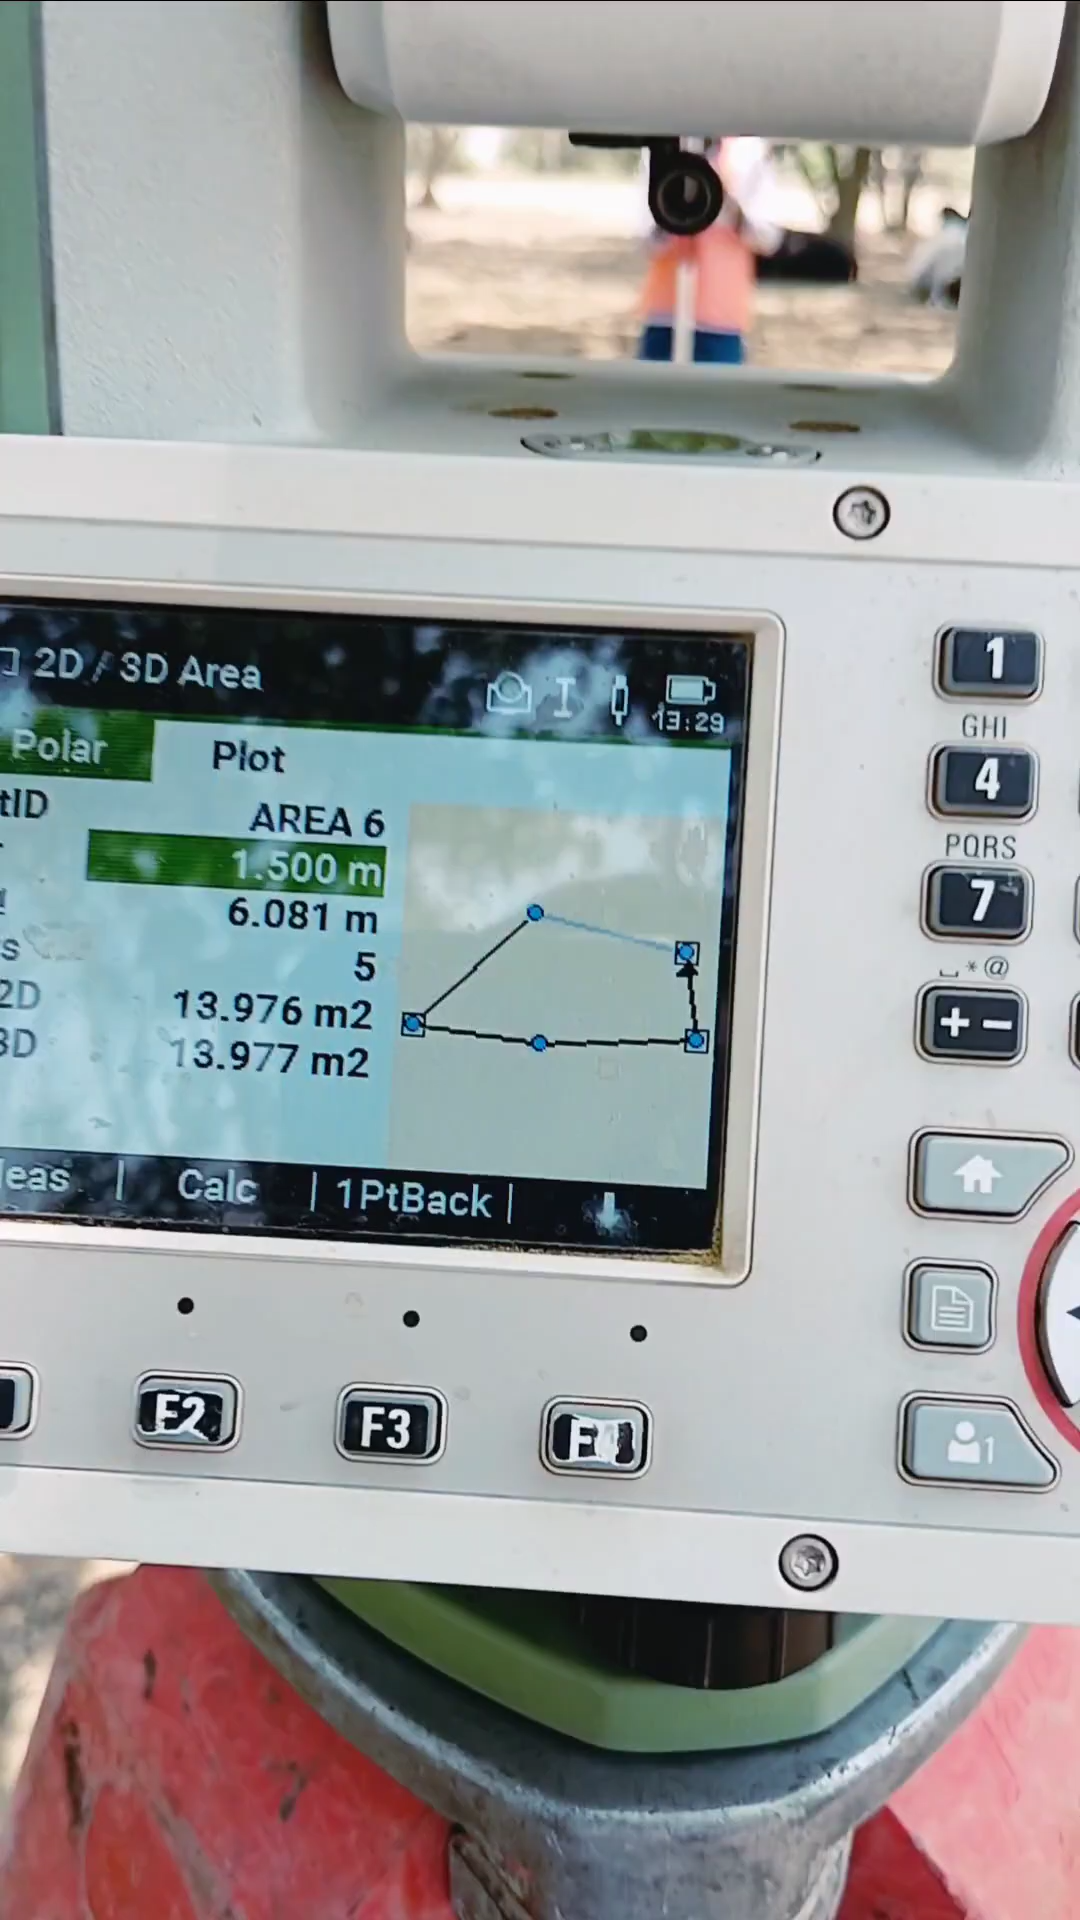 2D / 3D Area
13:29
Polar
Plot
tID
AREA 6
1.500 m
6.081 m
s
5
2D
13.976 m2
3D
13.977 m2
eas | Calc | 1PtBack |
F2
F3
F4
1
GHI
4
PQRS
7
␣*@
+ −
1